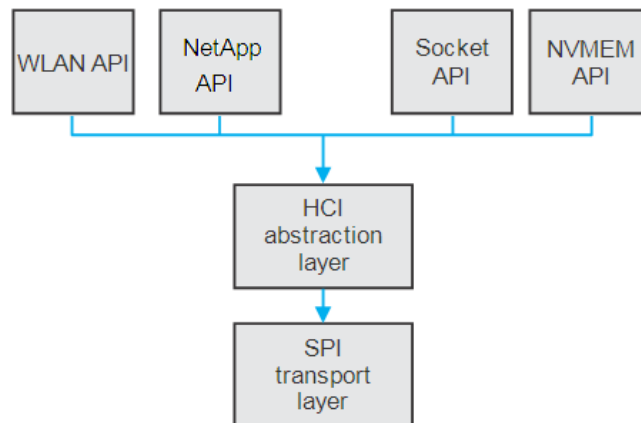 WLAN API
NetApp
API
Socket
API
NVMEM
API
HCI
abstraction
layer
SPI
transport
layer